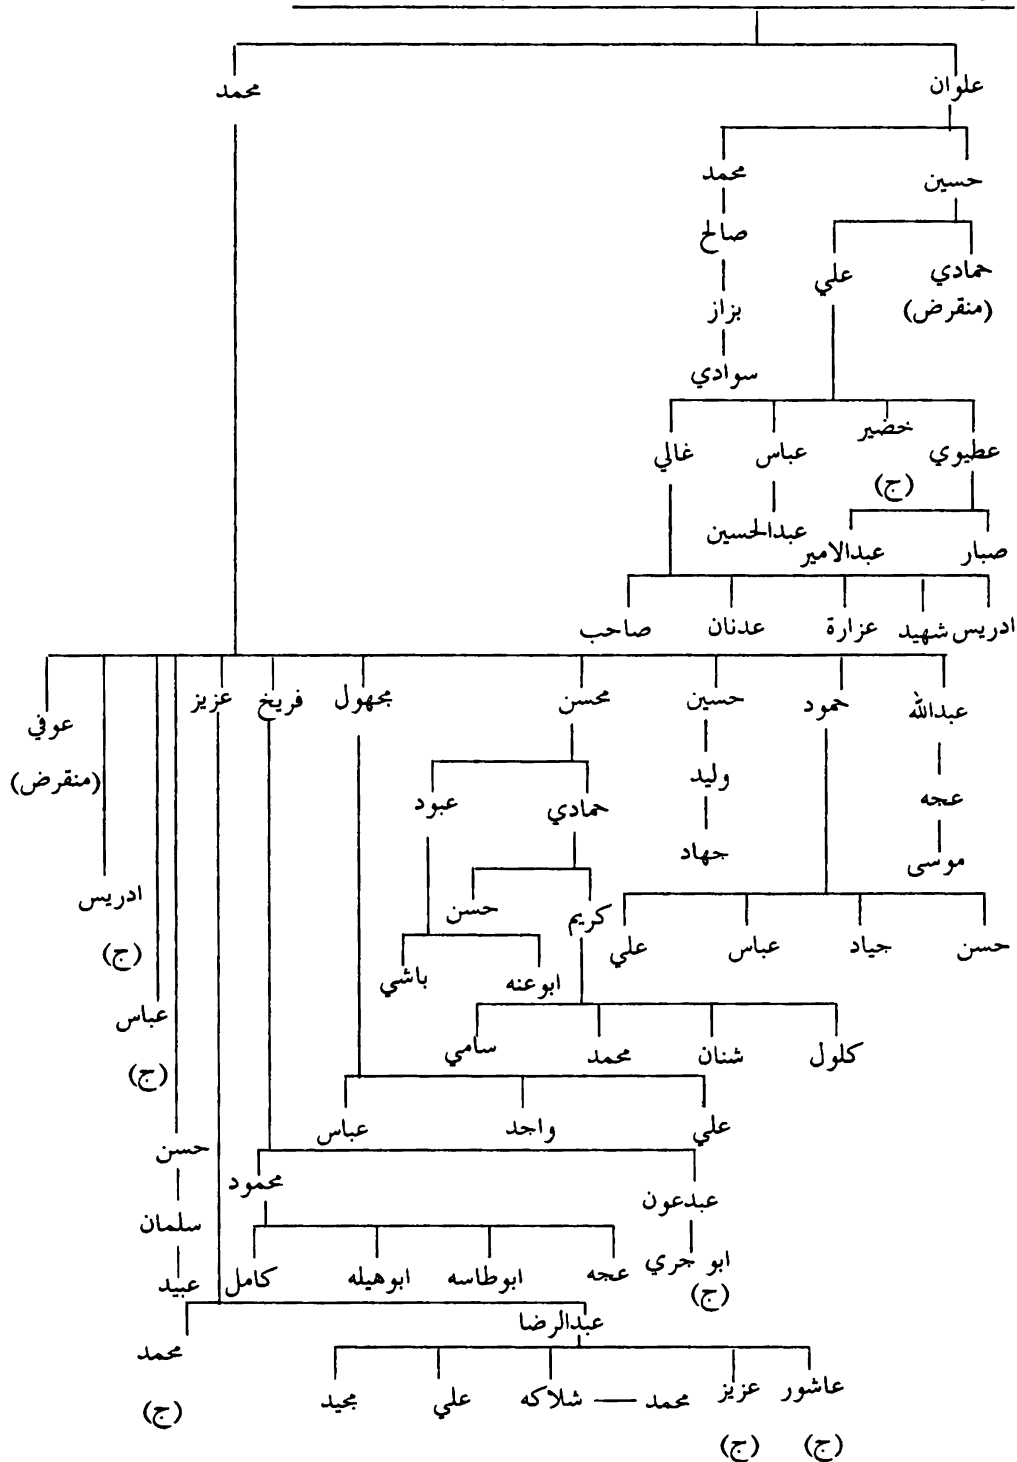 علوان محمد
حسين محمد
صالح
حمادي علي
(منقرض) بزاز
سوادي
عطيوي خضير عباس غالي
(ج)
صبار عبدالامير عبدالحسين
ادريس شهيد عزارة عدنان صاحب
عبدالله حمود حسين محسن مجهول فريخ عزيز عوفي
(منقرض)
عجه وليد حمادي عبود
موسى جهاد
ادريس
حسن جياد عباس علي كريم حسن
(ج)
ابوعنه باشي
عباس
كلول شنان محمد سامي
(ج)
علي واجد عباس
حسن
عبدعون محمود
سلمان
ابو جري عجه ابوطاسه ابوهيله كامل عبيد
(ج)
عبدالرضا
محمد
عاشور عزيز محمد شلاكه علي مجيد
(ج)
(ج) (ج)